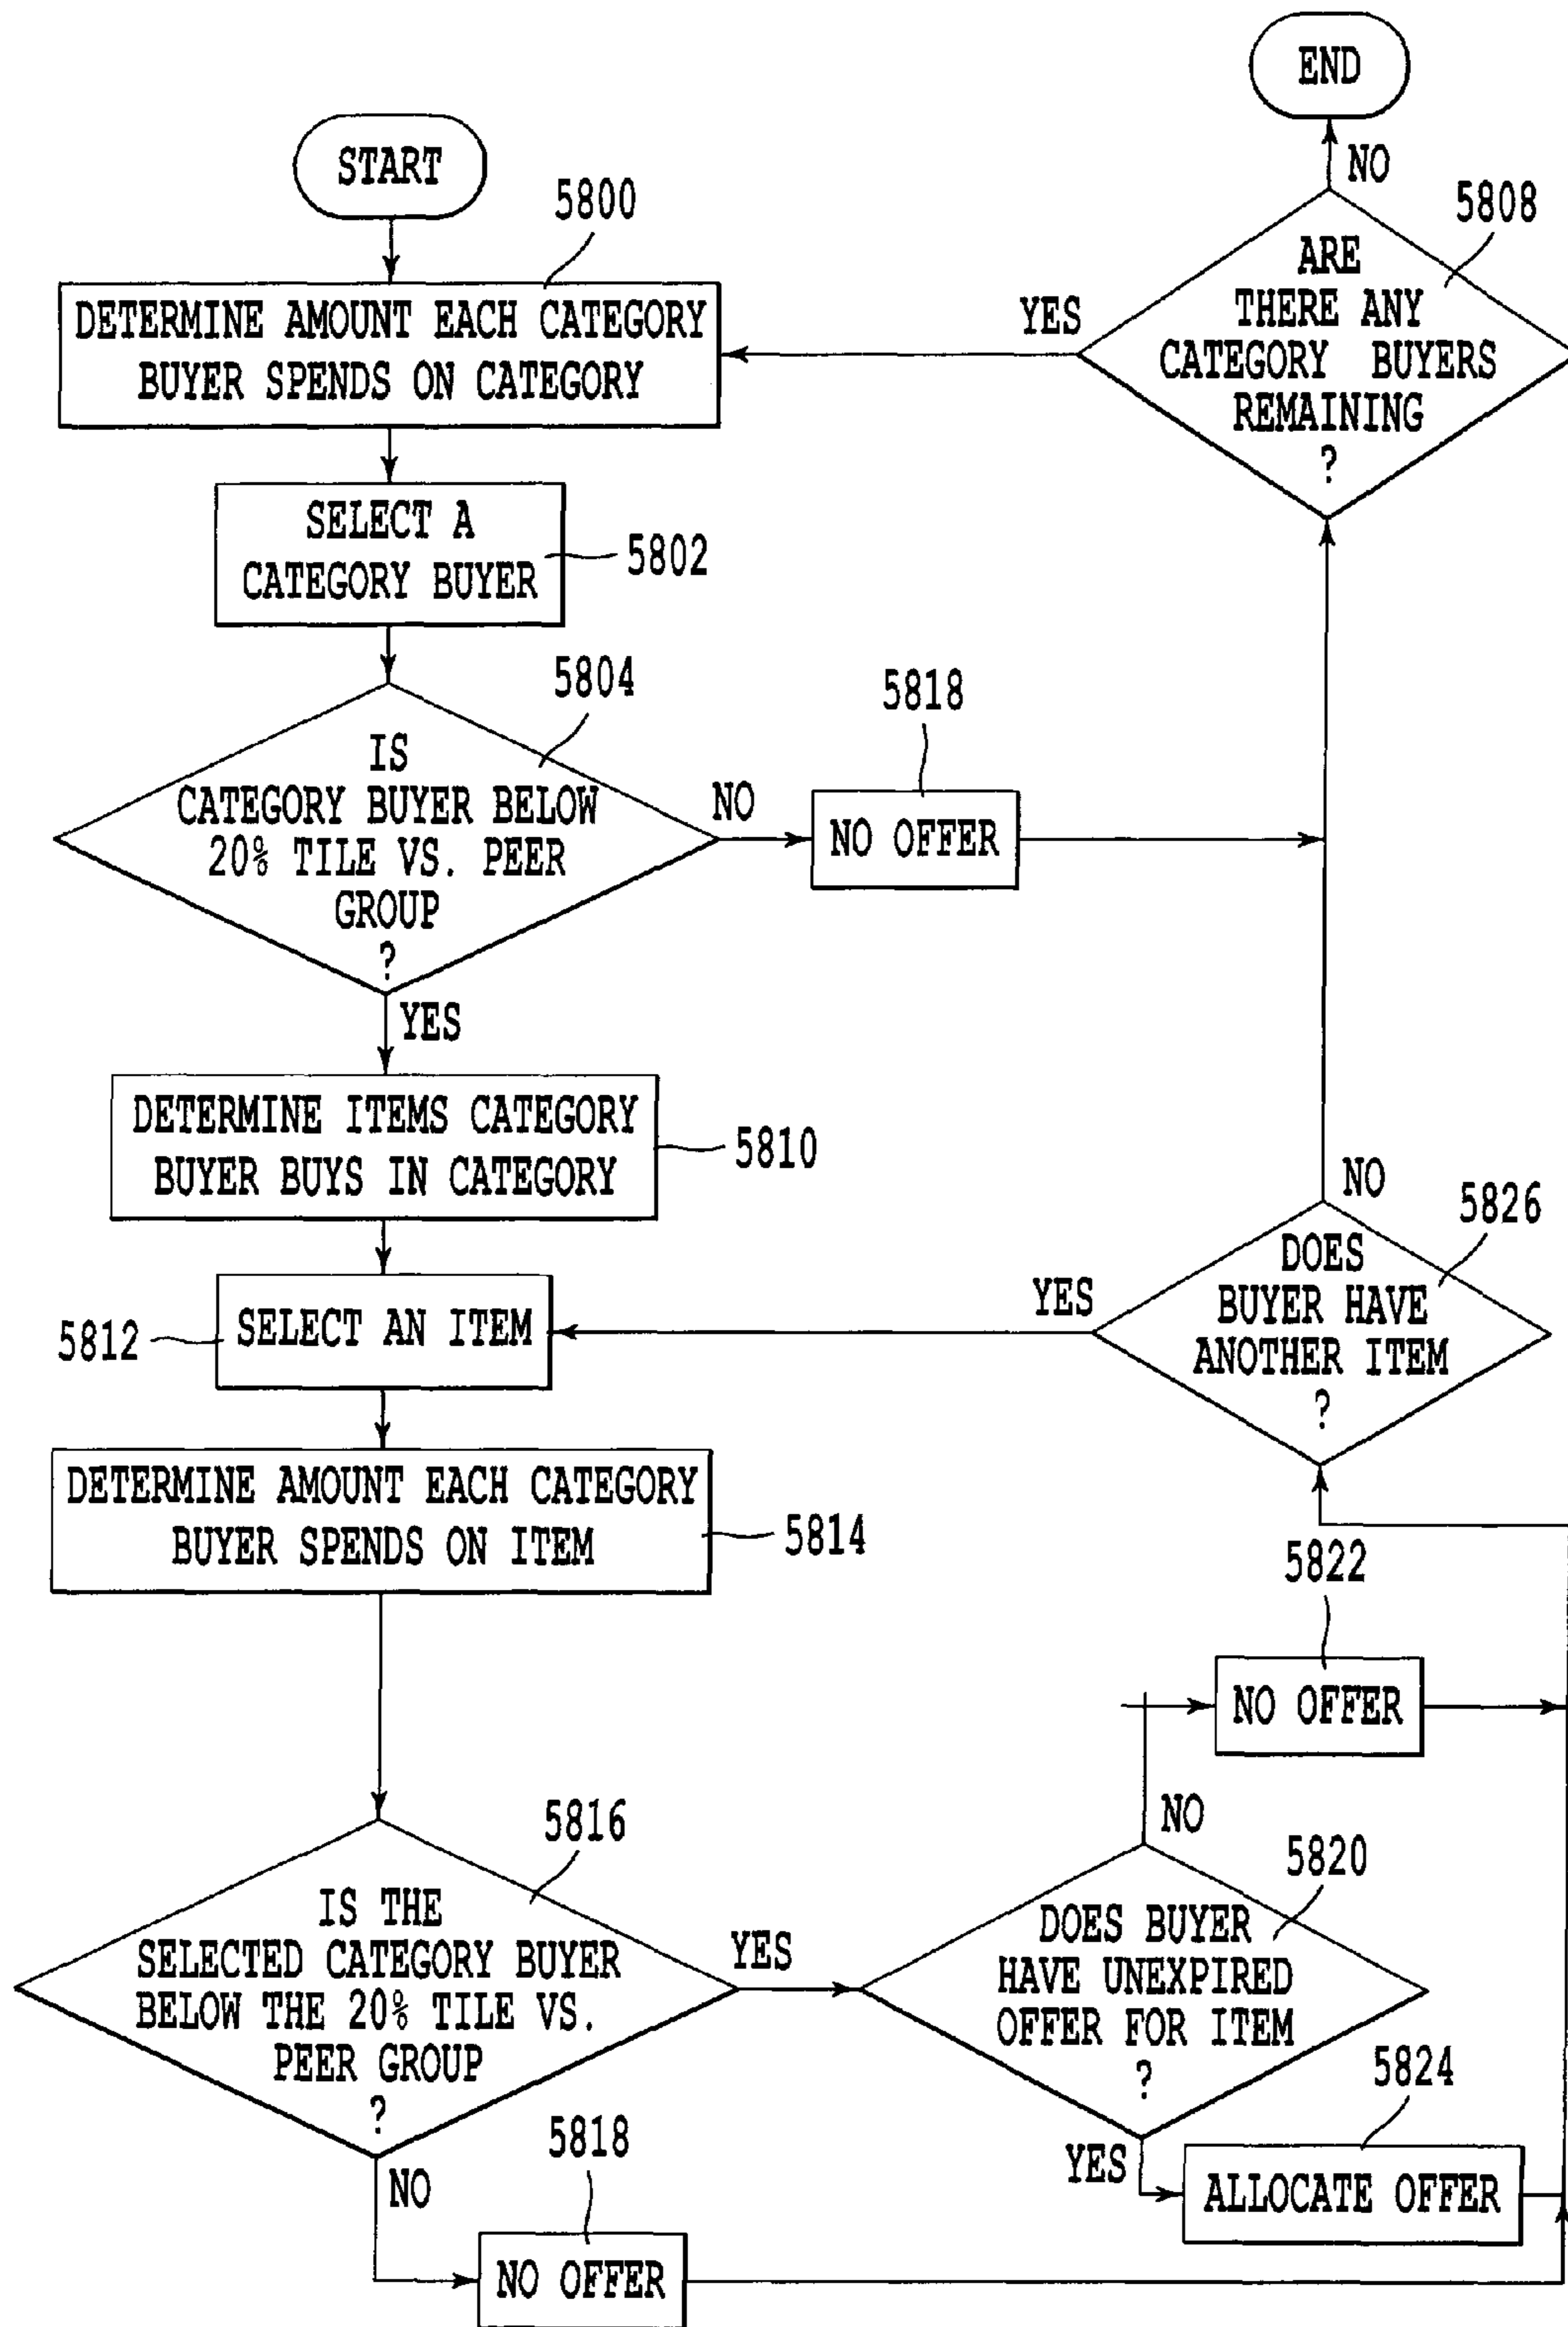 START
5800
DETERMINE AMOUNT EACH CATEGORY
BUYER SPENDS ON CATEGORY
SELECT A
CATEGORY BUYER
5802
5804
IS
CATEGORY BUYER BELOW
20% TILE VS. PEER
GROUP
?
NO
5818
NO OFFER
YES
DETERMINE ITEMS CATEGORY
BUYER BUYS IN CATEGORY
5810
SELECT AN ITEM
5812
DETERMINE AMOUNT EACH CATEGORY
BUYER SPENDS ON ITEM
5814
5816
IS THE
SELECTED CATEGORY BUYER
BELOW THE 20% TILE VS.
PEER GROUP
?
NO
5818
NO OFFER
YES
5820
DOES BUYER
HAVE UNEXPIRED
OFFER FOR ITEM
?
NO
5822
NO OFFER
YES
5824
ALLOCATE OFFER
5826
DOES
BUYER HAVE
ANOTHER ITEM
?
YES
NO
5808
ARE
THERE ANY
CATEGORY BUYERS
REMAINING
?
YES
NO
END